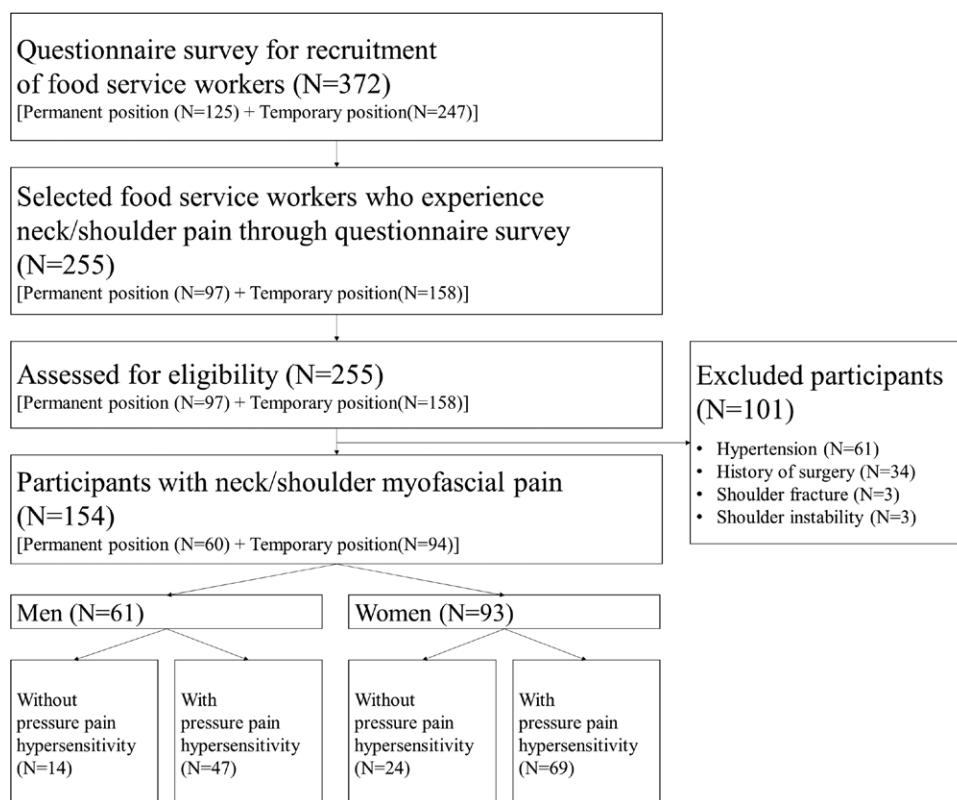 Questionnaire survey for recruitment
of food service workers (N=372)
[Permanent position (N=125) + Temporary position(N=247)]
Selected food service workers who experience
neck/shoulder pain through questionnaire survey
(N=255)
[Permanent position (N=97) + Temporary position(N=158)]
Assessed for eligibility (N=255)
[Permanent position (N=97) + Temporary position(N=158)]
Excluded participants
(N=101)
• Hypertension (N=61)
• History of surgery (N=34)
• Shoulder fracture (N=3)
• Shoulder instability (N=3)
Participants with neck/shoulder myofascial pain
(N=154)
[Permanent position (N=60) + Temporary position(N=94)]
Men (N=61)
Women (N=93)
Without
pressure pain
hypersensitivity
(N=14)
With
pressure pain
hypersensitivity
(N=47)
Without
pressure pain
hypersensitivity
(N=24)
With
pressure pain
hypersensitivity
(N=69)